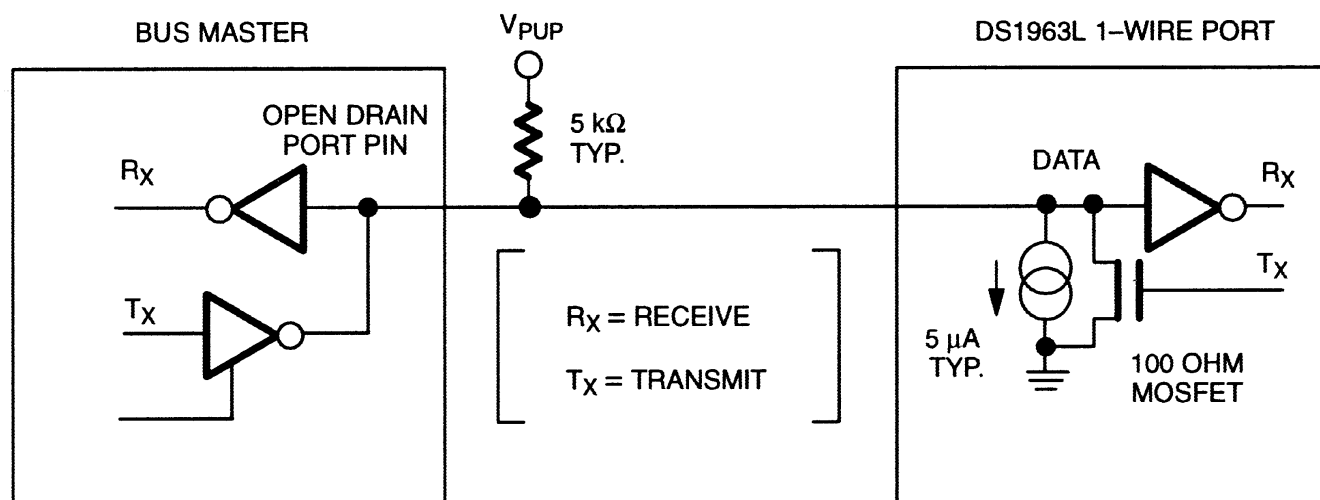 BUS MASTER
V_PUP
DS1963L 1–WIRE PORT
OPEN DRAIN
PORT PIN
5 kΩ
TYP.
R_X
DATA
R_X
T_X
T_X
R_X = RECEIVE
T_X = TRANSMIT
5 µA
TYP.
100 OHM
MOSFET